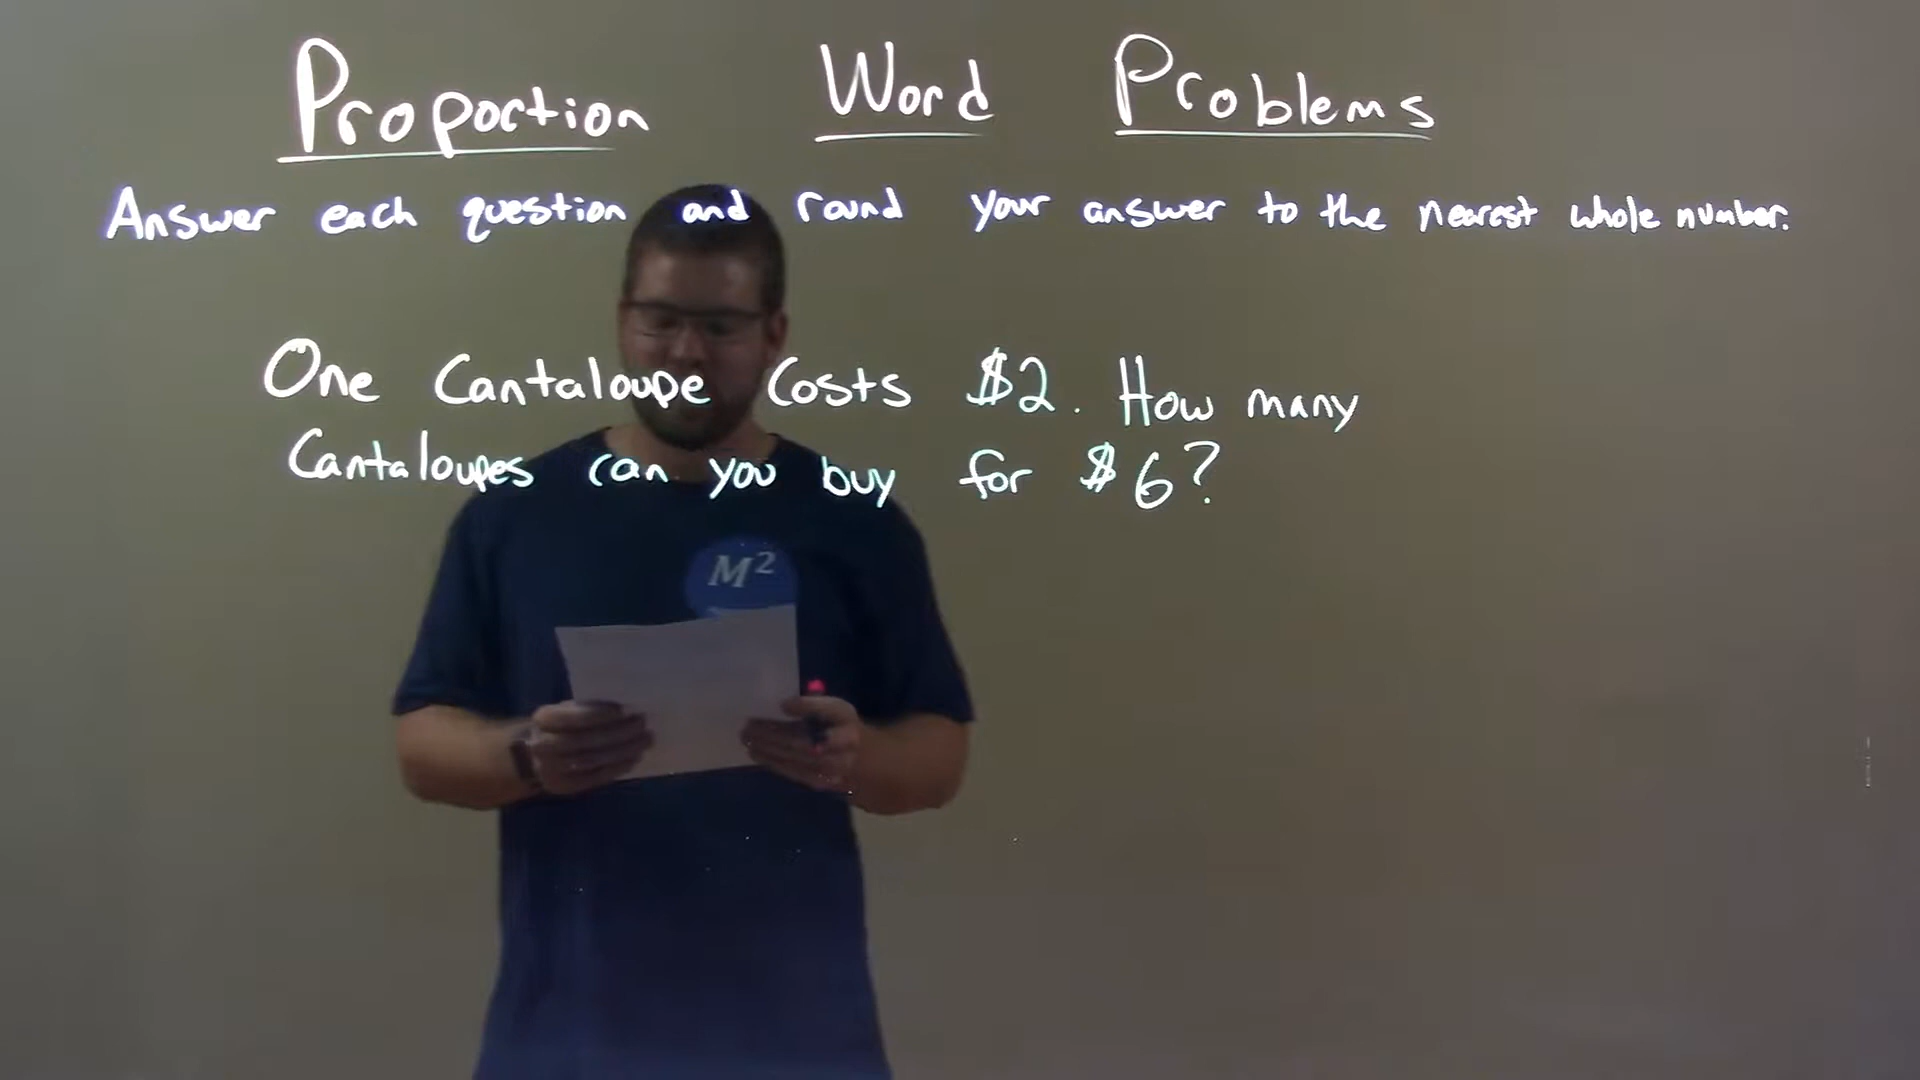 Proportion Word Problems
Answer each question and round your answer to the nearest whole number.
One Cantaloupe Costs $2. How many
Cantaloupes can you buy for $6?
M²